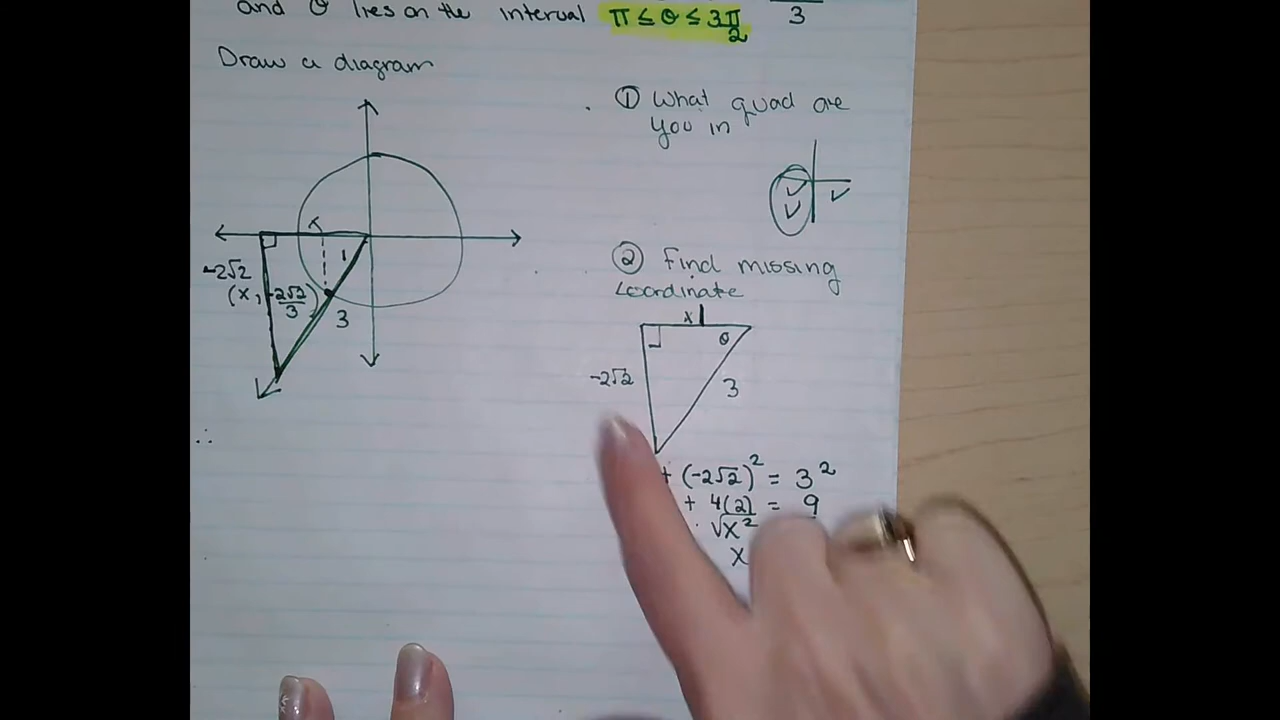 and θ lies on the interval π ≤ θ ≤ 3π/2
3
Draw a diagram
① What quad are
you in
x
1
-2√2
(x, -2√2/3)
3
② Find missing
coordinate
x
θ
-2√2
3
+ (-2√2)² = 3²
+ 4(2) = 9
√x²
x
∴